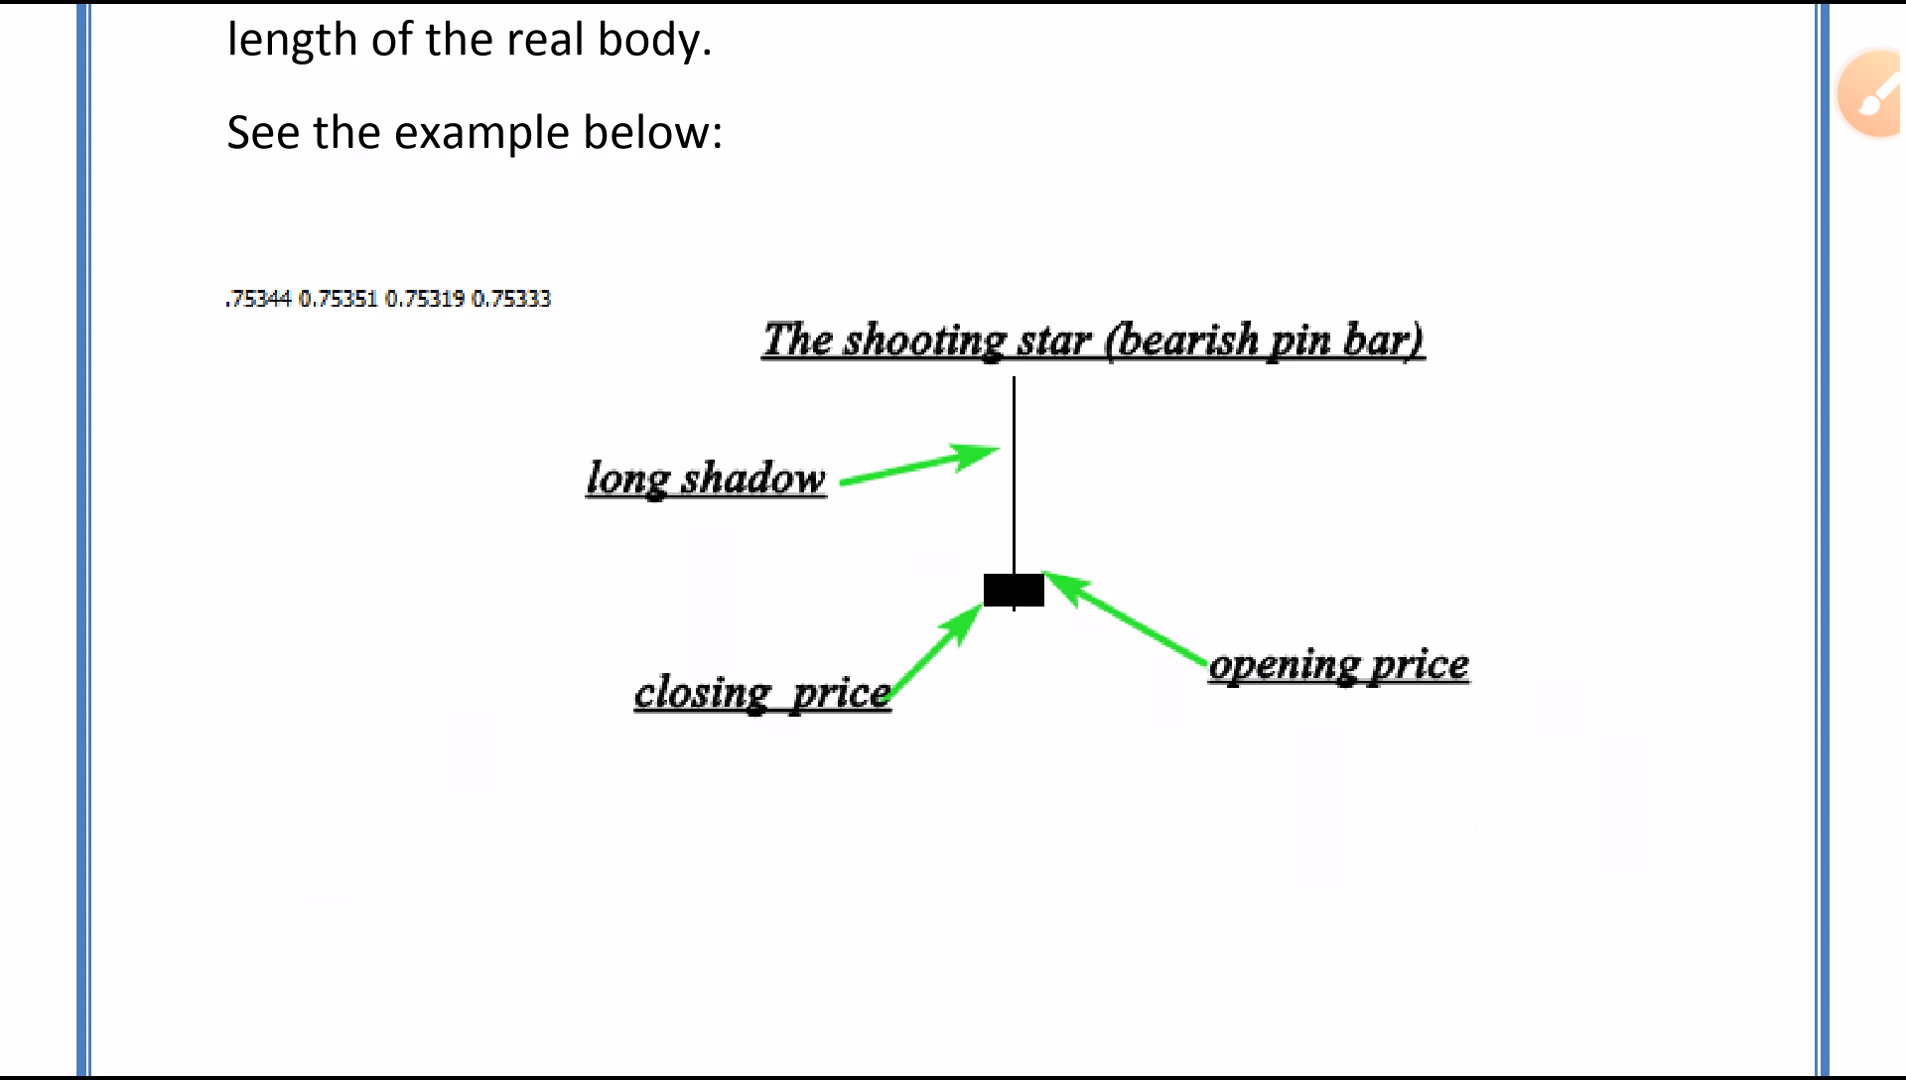 length of the real body.
See the example below:
.75344 0.75351 0.75319 0.75333
The shooting star (bearish pin bar)
long shadow
opening price
closing price